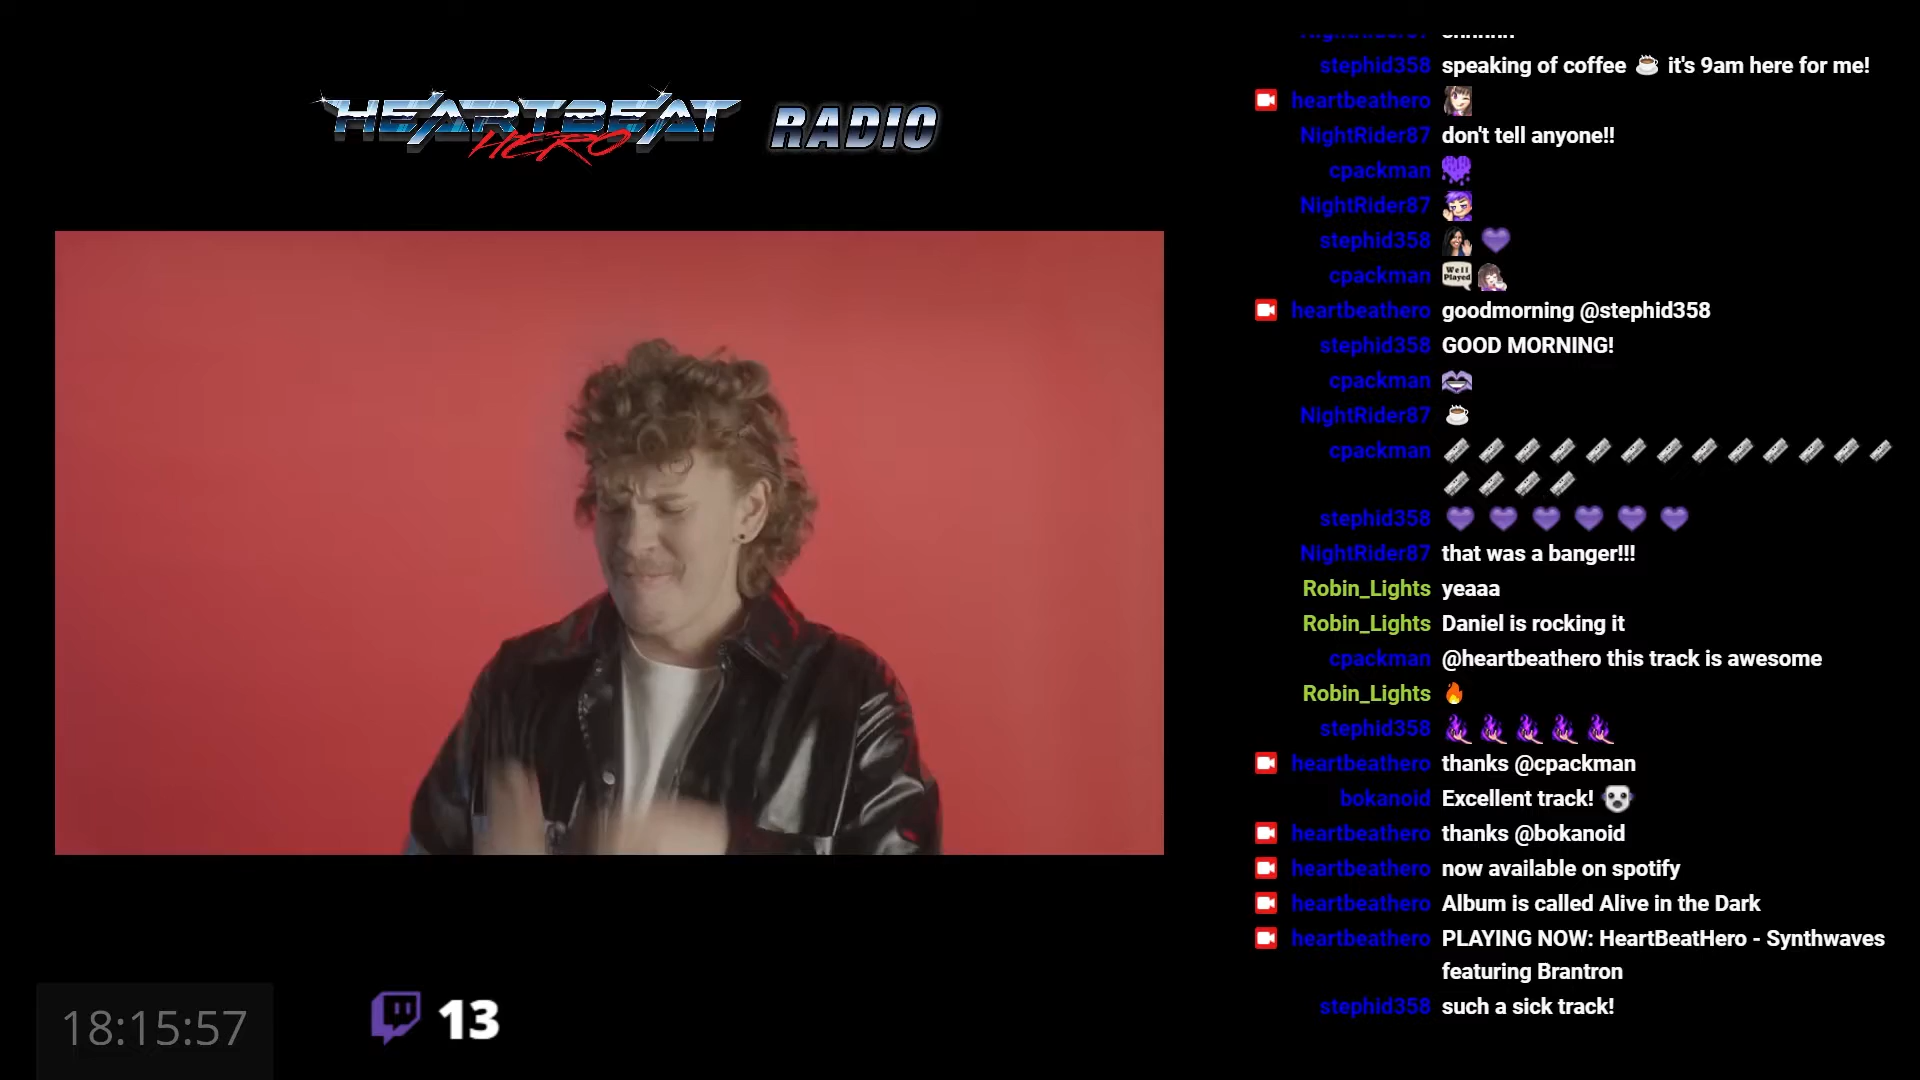 HEARTBEAT RADIO
HERO
stephid358 speaking of coffee ☕ it's 9am here for me!
heartbeathero
NightRider87 don't tell anyone!!
cpackman
NightRider87
stephid358 💜
cpackman Well Played
heartbeathero goodmorning @stephid358
stephid358 GOOD MORNING!
cpackman
NightRider87 ☕
cpackman
stephid358 💜 💜 💜 💜 💜 💜
NightRider87 that was a banger!!!
Robin_Lights yeaaa
Robin_Lights Daniel is rocking it
cpackman @heartbeathero this track is awesome
Robin_Lights 🔥
stephid358
heartbeathero thanks @cpackman
bokanoid Excellent track!
heartbeathero thanks @bokanoid
heartbeathero now available on spotify
heartbeathero Album is called Alive in the Dark
heartbeathero PLAYING NOW: HeartBeatHero - Synthwaves
featuring Brantron
stephid358 such a sick track!
18:15:57
13